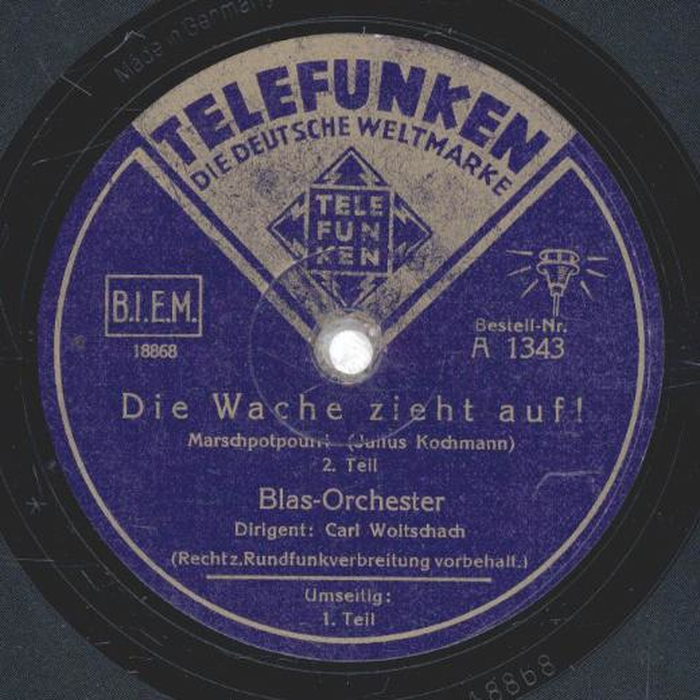 Made in Germany
TELEFUNKEN
DIE DEUTSCHE WELTMARKE
TELE
FUN
KEN
B.I.E.M.
18868
Bestell-Nr.
A 1343
Die Wache zieht auf!
Marschpotpourri (Julius Kochmann)
2. Teil
Blas-Orchester
Dirigent: Carl Woitschach
(Recht z. Rundfunkverbreitung vorbehalt.)
Umseitig:
1. Teil
18868